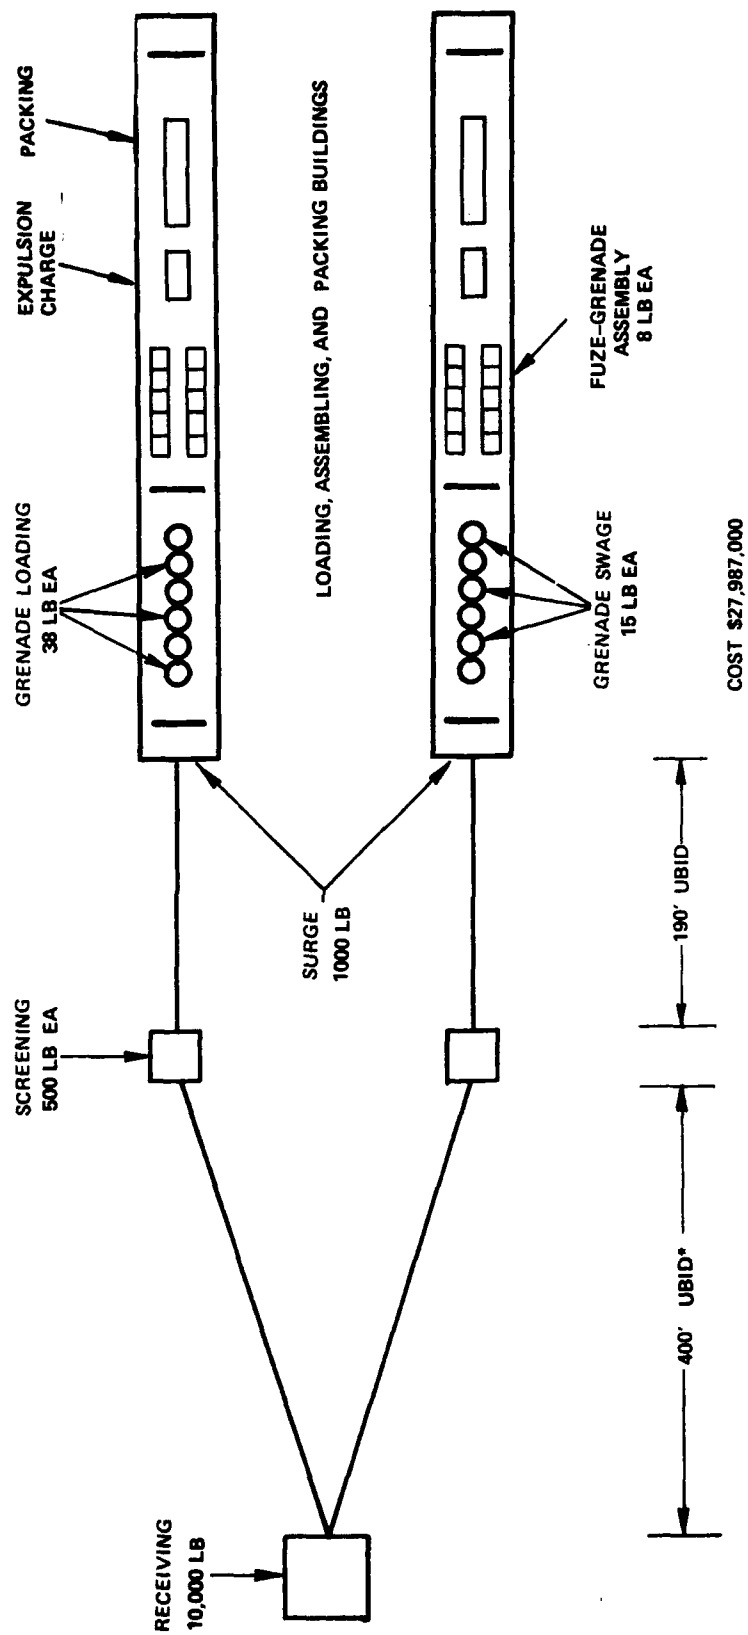 RECEIVING
10,000 LB
SCREENING
500 LB EA
SURGE
1000 LB
GRENADE LOADING
38 LB EA
EXPULSION
CHARGE
PACKING
LOADING, ASSEMBLING, AND PACKING BUILDINGS
GRENADE SWAGE
15 LB EA
FUZE-GRENADE
ASSEMBLY
8 LB EA
400' UBID*
190' UBID
COST $27,987,000